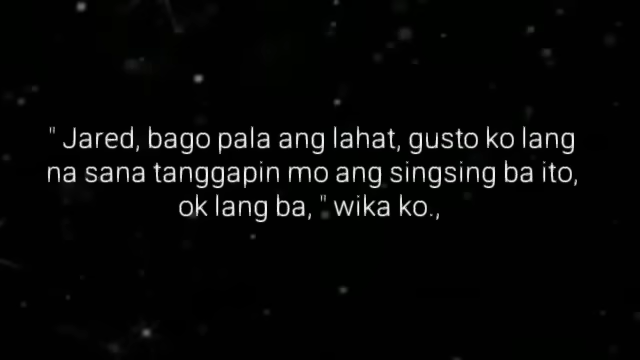 " Jared, bago pala ang lahat, gusto ko lang
na sana tanggapin mo ang singsing ba ito,
ok lang ba, " wika ko.,